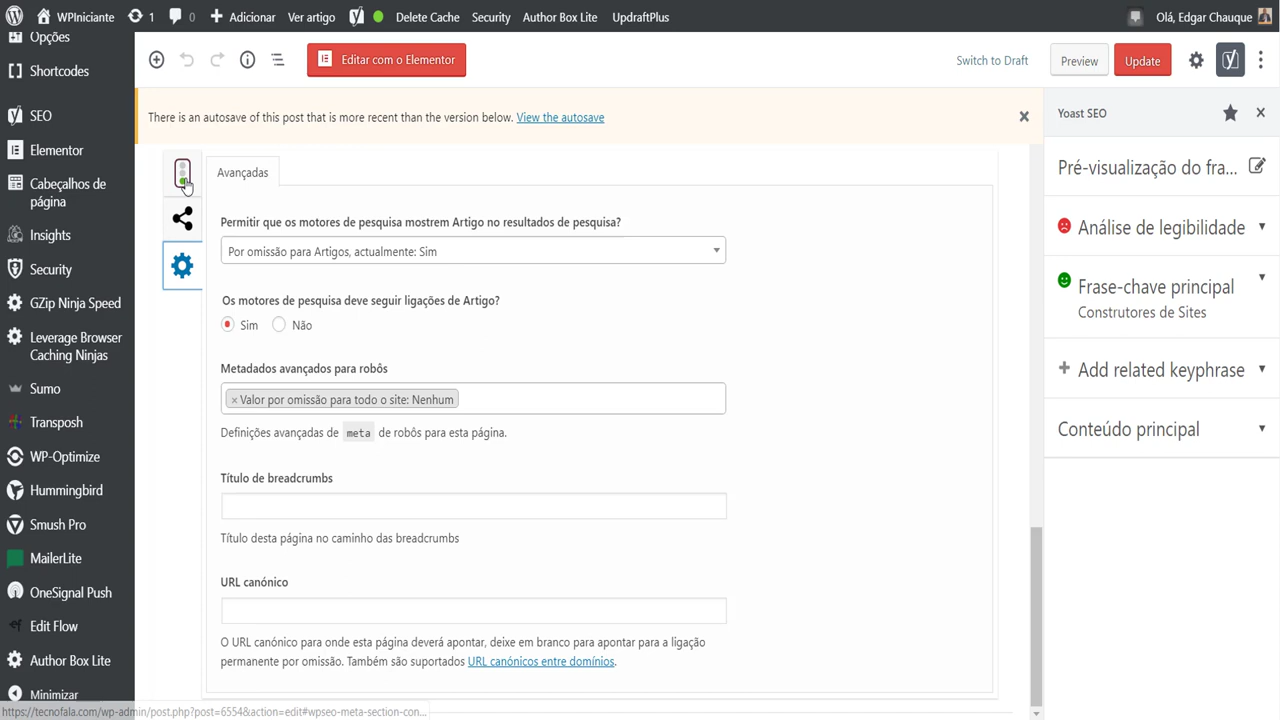 WPIniciante
1
0
Adicionar
Ver artigo
Delete Cache
Security
Author Box Lite
UpdraftPlus
Olá, Edgar Chauque
Opções
Shortcodes
SEO
Elementor
Cabeçalhos de
página
Insights
Security
GZip Ninja Speed
Leverage Browser
Caching Ninjas
Sumo
Transposh
WP-Optimize
Hummingbird
Smush Pro
MailerLite
OneSignal Push
Edit Flow
Author Box Lite
Minimizar
Editar com o Elementor
Switch to Draft
Preview
Update
There is an autosave of this post that is more recent than the version below. View the autosave
Avançadas
Permitir que os motores de pesquisa mostrem Artigo no resultados de pesquisa?
Por omissão para Artigos, actualmente: Sim
Os motores de pesquisa deve seguir ligações de Artigo?
Sim Não
Metadados avançados para robôs
× Valor por omissão para todo o site: Nenhum
Definições avançadas de meta de robôs para esta página.
Título de breadcrumbs
Título desta página no caminho das breadcrumbs
URL canónico
O URL canónico para onde esta página deverá apontar, deixe em branco para apontar para a ligação
permanente por omissão. Também são suportados URL canónicos entre domínios.
Yoast SEO
Pré-visualização do fra...
Análise de legibilidade
Frase-chave principal
Construtores de Sites
Add related keyphrase
Conteúdo principal
https://tecnofala.com/wp-admin/post.php?post=6554&action=edit#wpseo-meta-section-con...